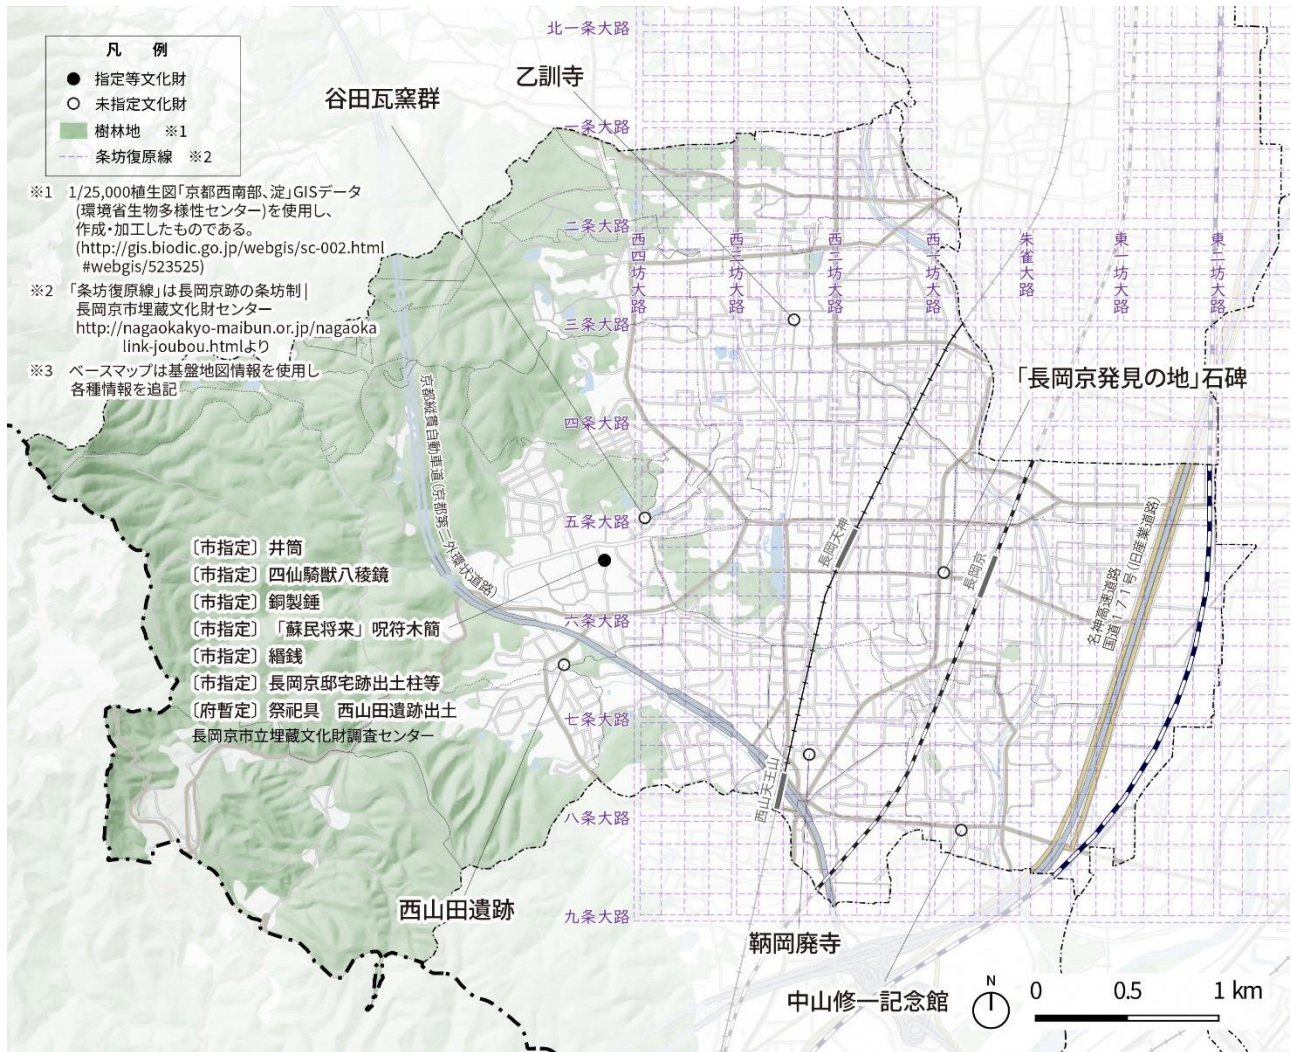 凡 例
指定等文化財
未指定文化財
樹林地 ※1
条坊復原線 ※2
※1 1/25,000植生図「京都西南部、淀」GISデータ
(環境省生物多様性センター)を使用し、
作成・加工したものである。
(http://gis.biodic.go.jp/webgis/sc-002.html
#webgis/523525)
※2 「条坊復原線」は長岡京跡の条坊制|
長岡京市埋蔵文化財センター
http://nagaokakyo-maibun.or.jp/nagaoka
link-joubou.htmlより
※3 ベースマップは基盤地図情報を使用し
各種情報を追記
谷田瓦窯群
乙訓寺
「長岡京発見の地」石碑
北一条大路
一条大路
二条大路
三条大路
四条大路
五条大路
六条大路
七条大路
八条大路
九条大路
西四坊大路
西三坊大路
西二坊大路
西一坊大路
朱雀大路
東一坊大路
東二坊大路
京都縦貫自動車道(京都第二外環状道路)
長岡天神
長岡京
西山天王山
名神高速道路
国道171号(旧産業道路)
〔市指定〕井筒
〔市指定〕四仙騎獣八稜鏡
〔市指定〕銅製錘
〔市指定〕「蘇民将来」呪符木簡
〔市指定〕緡銭
〔市指定〕長岡京邸宅跡出土柱等
〔府暫定〕祭祀具 西山田遺跡出土
長岡京市立埋蔵文化財調査センター
西山田遺跡
鞆岡廃寺
中山修一記念館
N
0 0.5 1 km